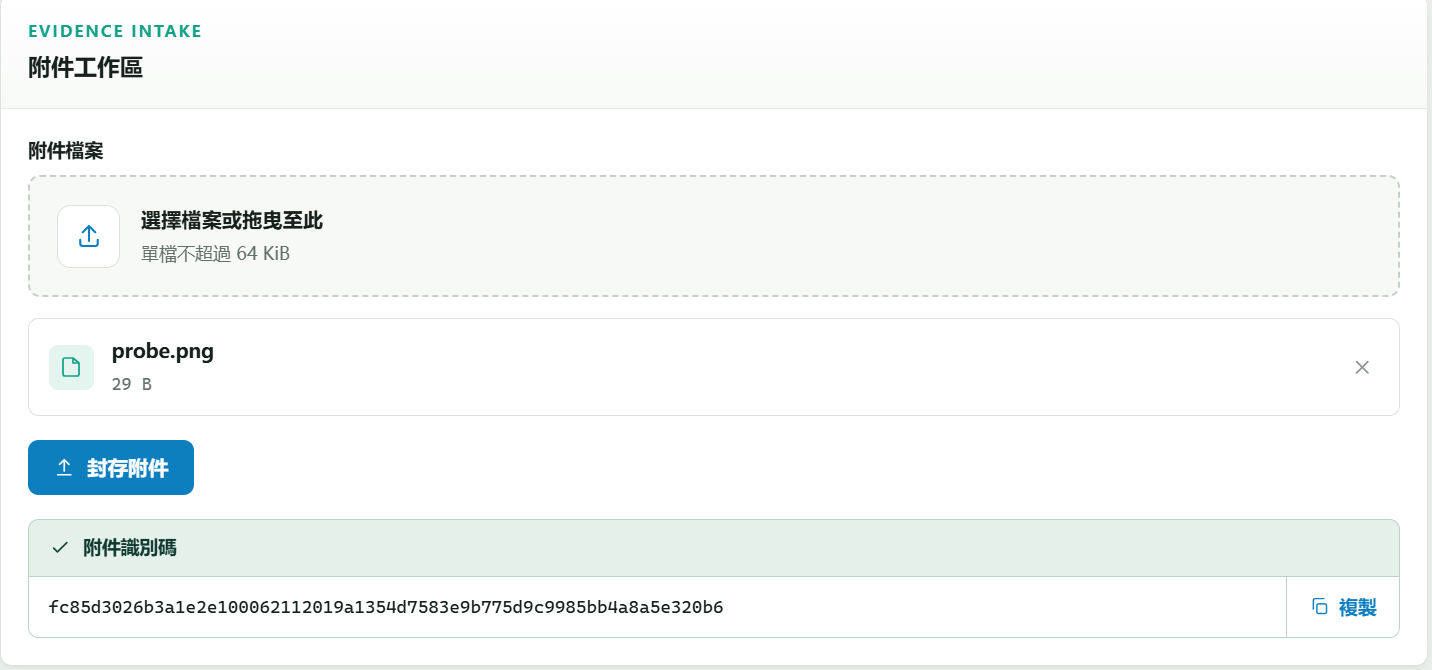 EVIDENCE INTAKE
附件工作區
附件檔案
選擇檔案或拖曳至此
單檔不超過 64 KiB
probe.png
29 B
封存附件
附件識別碼
fc85d3026b3a1e2e100062112019a1354d7583e9b775d9c9985bb4a8a5e320b6
複製